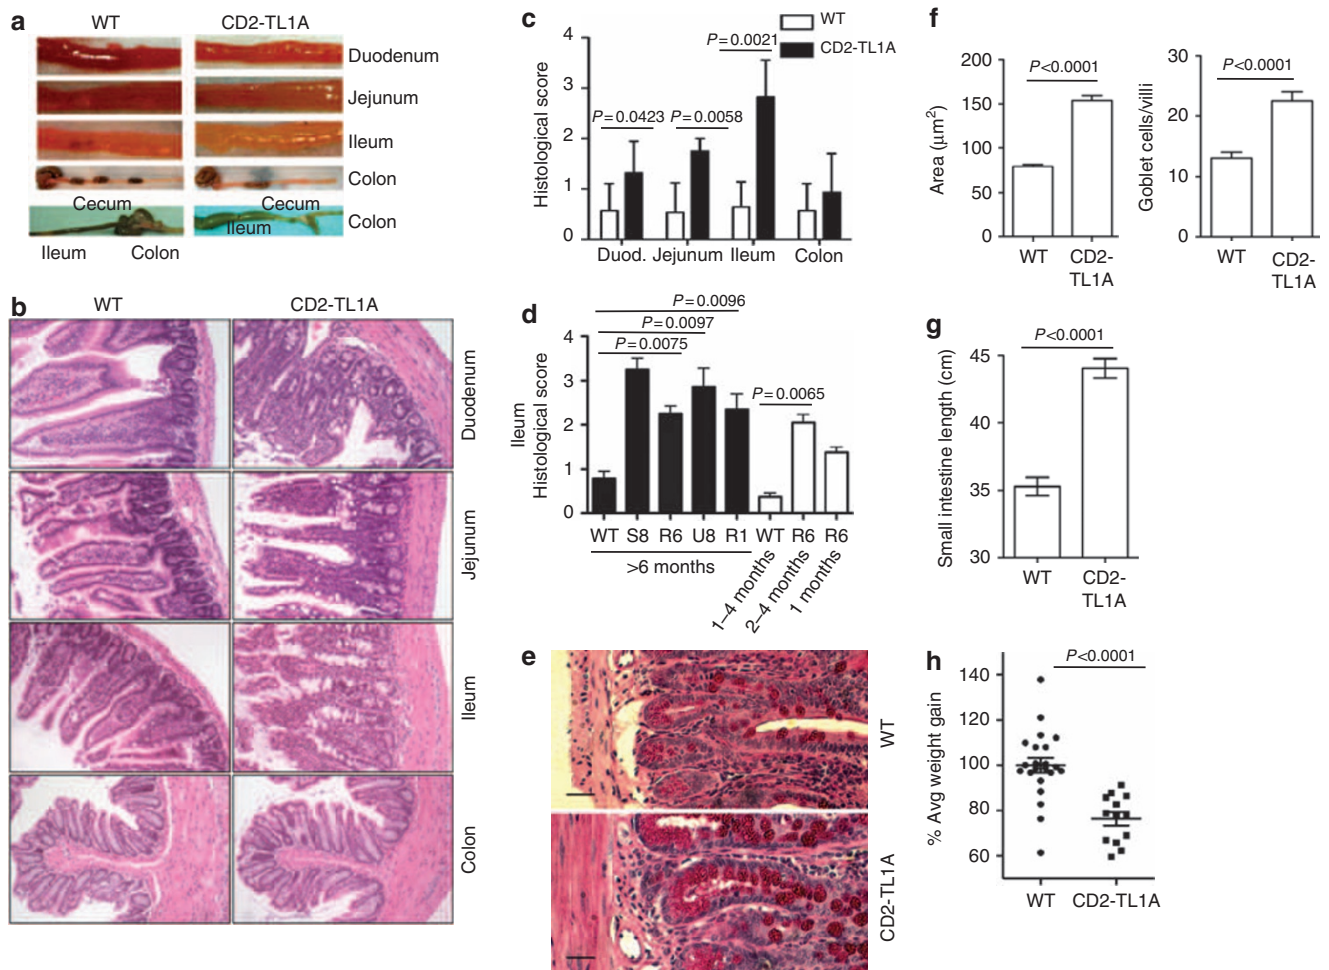 a
WT
CD2-TL1A
Duodenum
Jejunum
Ileum
Colon
Cecum
Cecum
Ileum
Colon
Ileum
Colon
b
WT
CD2-TL1A
Duodenum
Jejunum
Ileum
Colon
c
WT
CD2-TL1A
P=0.0021
P=0.0423
P=0.0058
Histological score
4
3
2
1
0
Duod.
Jejunum
Ileum
Colon
d
P=0.0096
P=0.0097
P=0.0075
P=0.0065
Ileum
Histological score
4
3
2
1
0
WT
S8
R6
U8
R1
WT
R6
R6
>6 months
1–4 months
2–4 months
1 months
e
WT
CD2-TL1A
f
P<0.0001
Area (μm²)
200
150
100
50
0
WT
CD2-
TL1A
P<0.0001
Goblet cells/villi
30
20
10
0
WT
CD2-
TL1A
g
P<0.0001
Small intestine length (cm)
45
40
35
30
WT
CD2-
TL1A
h
P<0.0001
% Avg weight gain
140
120
100
80
60
WT
CD2-TL1A